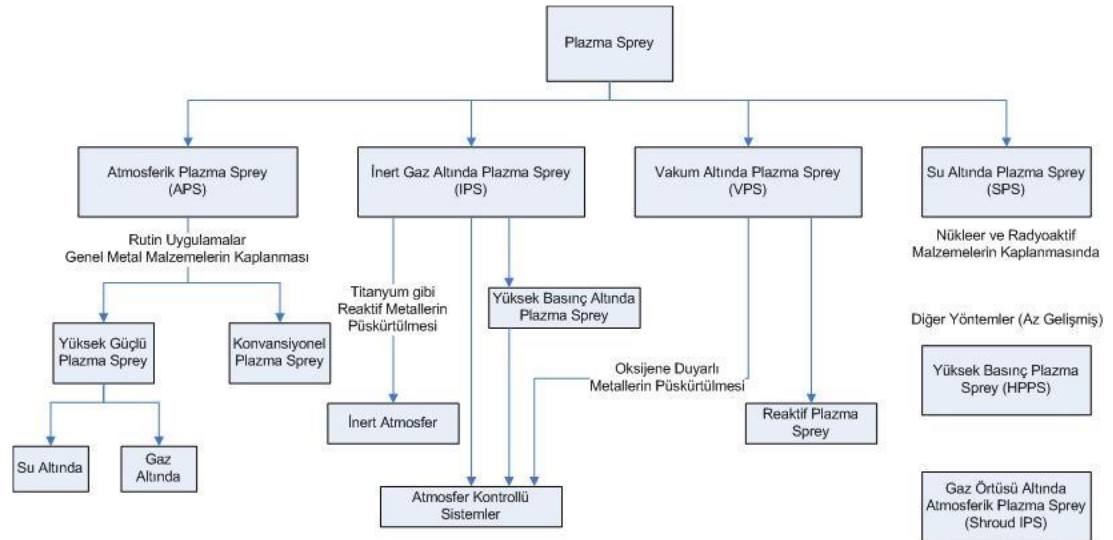 Plazma Sprey
Atmosferik Plazma Sprey
(APS)
İnert Gaz Altında Plazma Sprey
(IPS)
Vakum Altında Plazma Sprey
(VPS)
Su Altında Plazma Sprey
(SPS)
Rutin Uygulamalar
Genel Metal Malzemelerin Kaplanması
Nükleer ve Radyoaktif
Malzemelerin Kaplanmasında
Titanyum gibi
Reaktif Metallerin
Püskürtülmesi
Yüksek Basınç Altında
Plazma Sprey
Diğer Yöntemler (Az Gelişmiş)
Yüksek Güçlü
Plazma Sprey
Konvansiyonel
Plazma Sprey
Oksijene Duyarlı
Metallerin Püskürtülmesi
Yüksek Basınç Plazma
Sprey (HPPS)
İnert Atmosfer
Reaktif Plazma
Sprey
Su Altında
Gaz
Altında
Atmosfer Kontrollü
Sistemler
Gaz Örtüsü Altında
Atmosferik Plazma Sprey
(Shroud IPS)